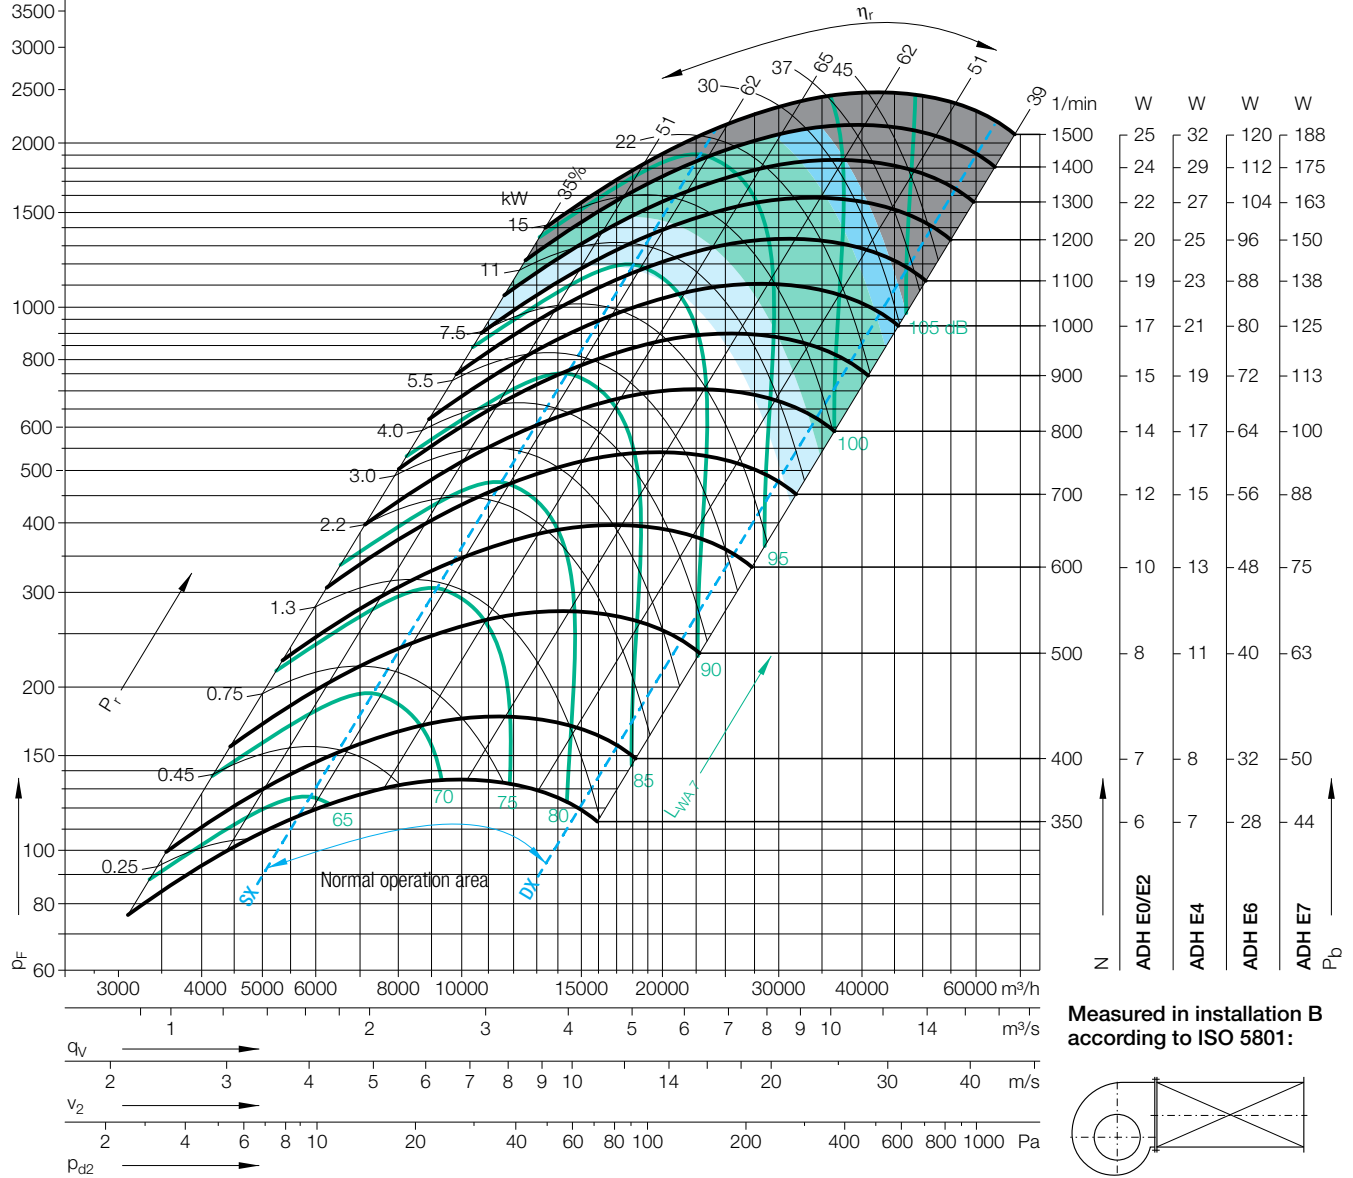 η_r
3500
3000
2500
2000
1500
1000
800
600
500
400
300
200
150
100
80
60
p_F
P_r
kW
15
11
7.5
5.5
4.0
3.0
2.2
1.3
0.75
0.45
0.25
22
30
37
45
35%
51
62
65
62
51
39
65
70
75
80
85
90
95
100
105 dB
L_WA 7
SX
DX
Normal operation area
1/min W W W W
1500 25 32 120 188
1400 24 29 112 175
1300 22 27 104 163
1200 20 25 96 150
1100 19 23 88 138
1000 17 21 80 125
900 15 19 72 113
800 14 17 64 100
700 12 15 56 88
600 10 13 48 75
500 8 11 40 63
400 7 8 32 50
350 6 7 28 44
N
ADH E0/E2
ADH E4
ADH E6
ADH E7
P_b
3000 4000 5000 6000 8000 10000 15000 20000 30000 40000 60000 m³/h
1 2 3 4 5 6 7 8 9 10 14 m³/s
q_V
2 3 4 5 6 7 8 9 10 14 20 30 40 m/s
v_2
2 4 6 8 10 20 40 60 80 100 200 400 600 800 1000 Pa
p_d2
Measured in installation B
according to ISO 5801: